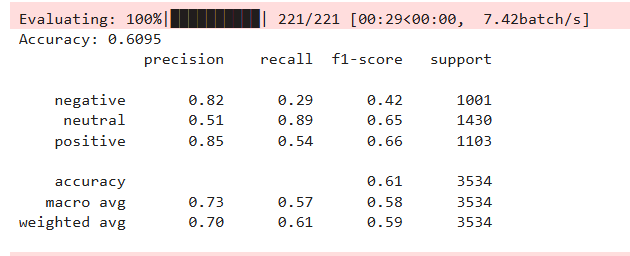 Evaluating: 100%|██████████| 221/221 [00:29<00:00,  7.42batch/s]
Accuracy: 0.6095
              precision    recall  f1-score   support

    negative       0.82      0.29      0.42      1001
     neutral       0.51      0.89      0.65      1430
    positive       0.85      0.54      0.66      1103

    accuracy                           0.61      3534
   macro avg       0.73      0.57      0.58      3534
weighted avg       0.70      0.61      0.59      3534